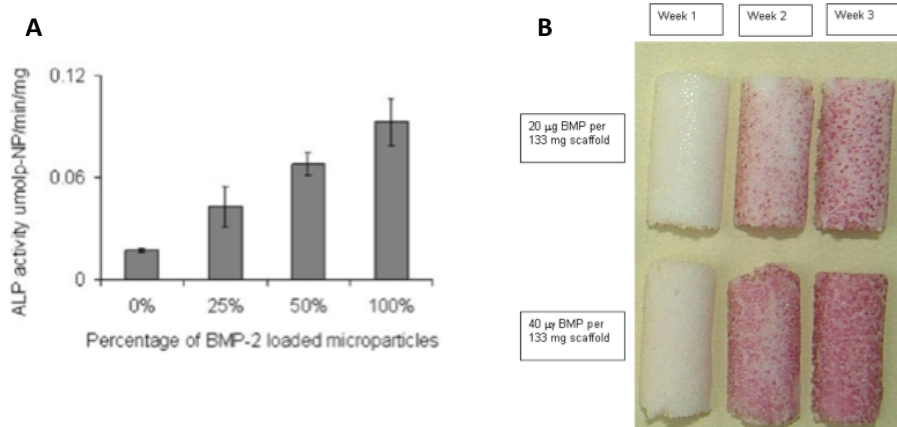 A
ALP activity umolp-NP/min/mg
0.12
0.06
0
0%
25%
50%
100%
Percentage of BMP-2 loaded microparticles
B
Week 1
Week 2
Week 3
20 μg BMP per
133 mg scaffold
40 μγ BMP per
133 mg scaffold